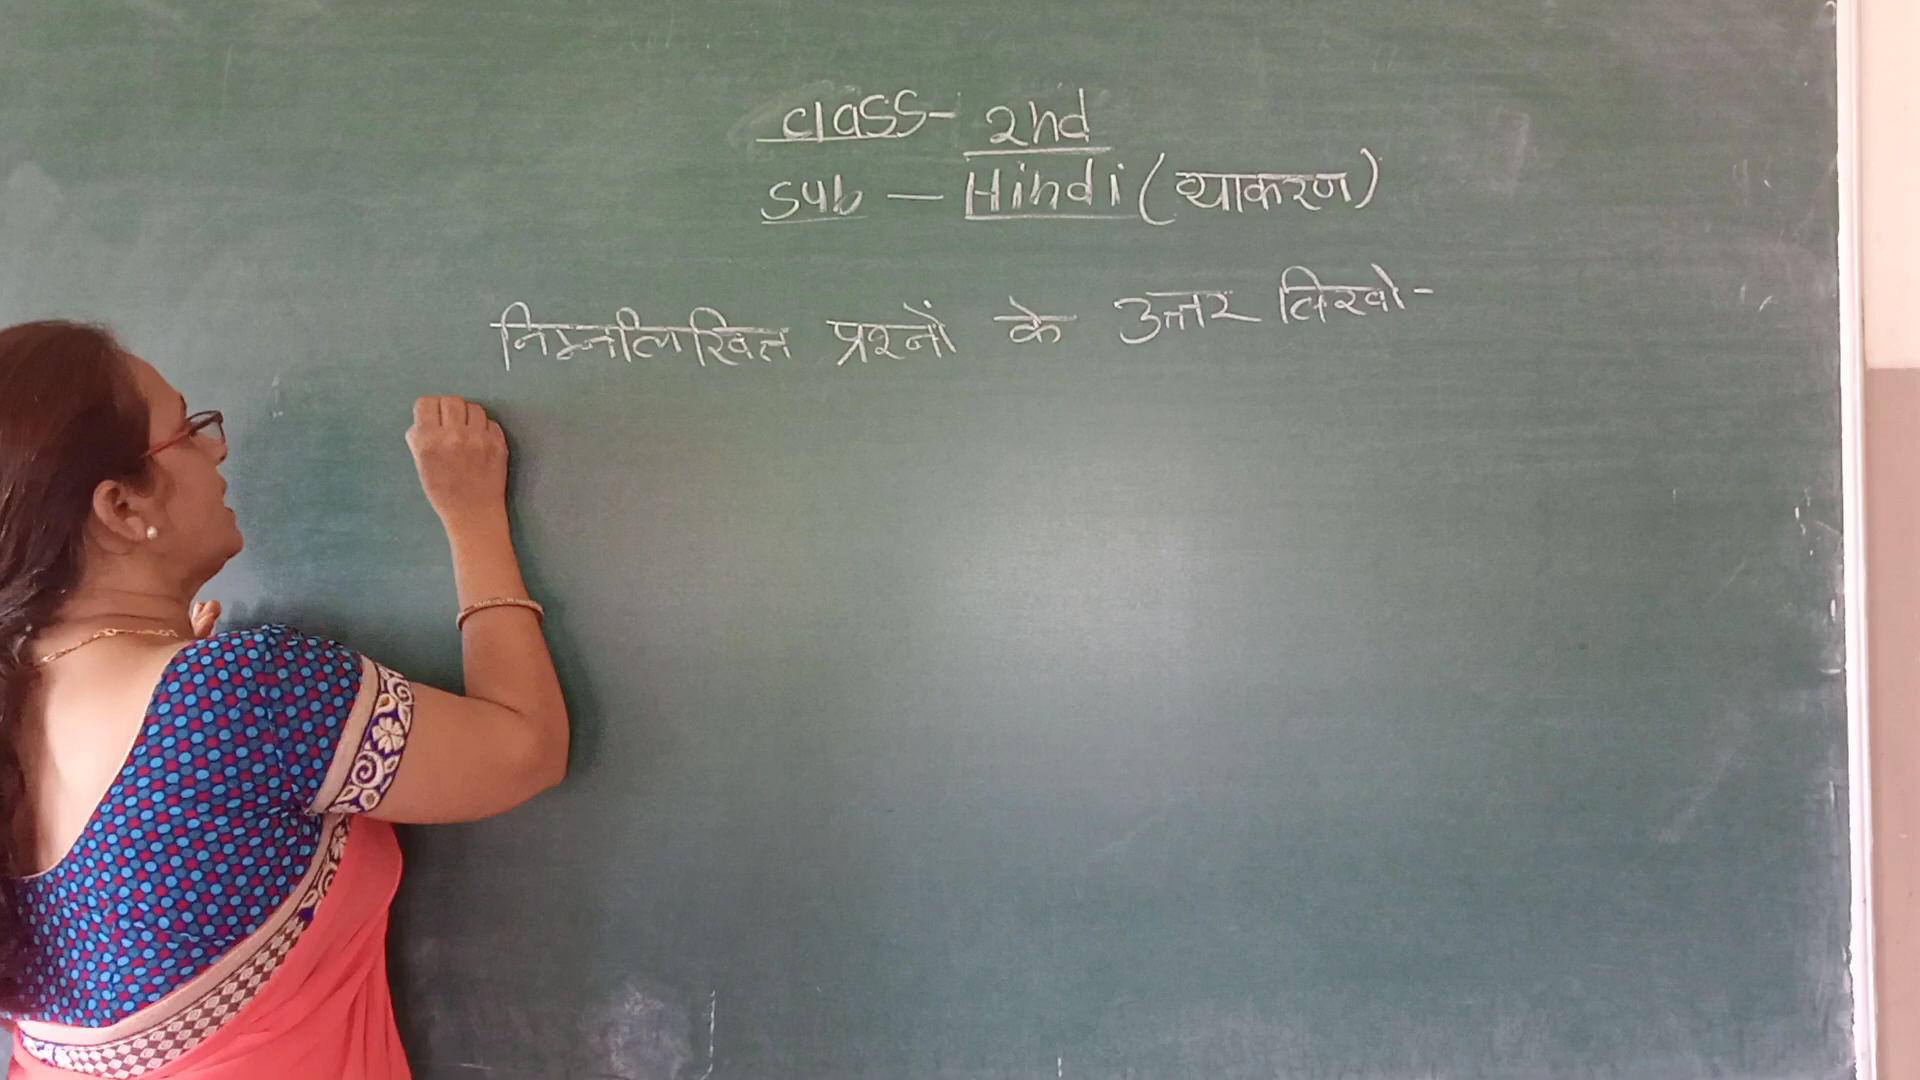 class- 2nd
sub - Hindi (व्याकरण)
निम्नलिखित प्रश्नों के उत्तर लिखो-